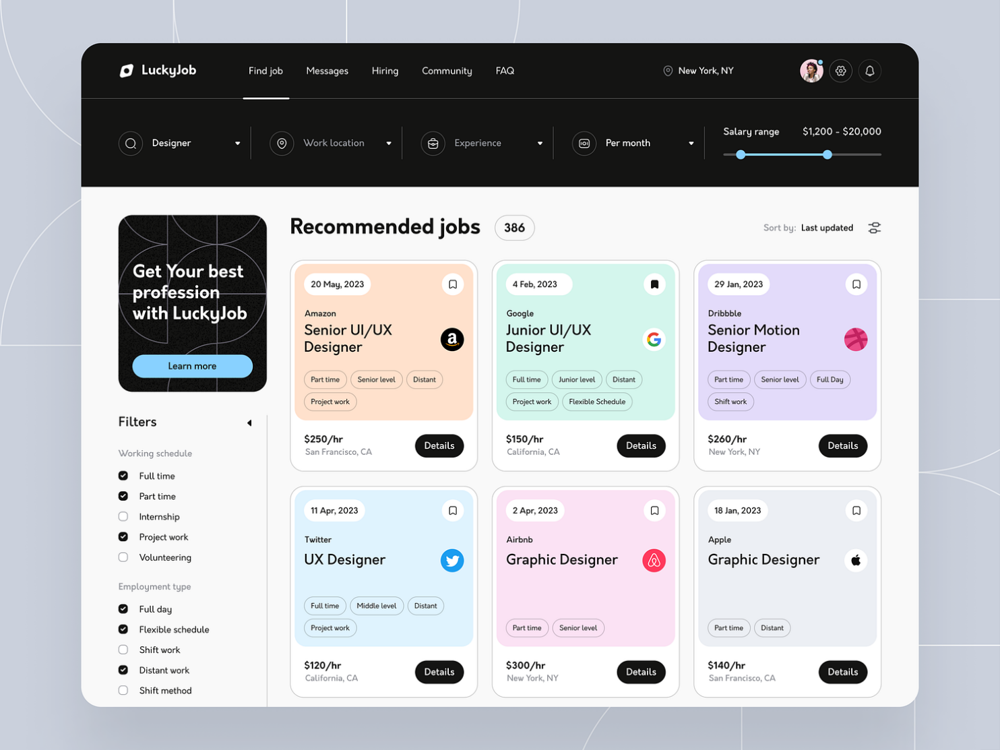 LuckyJob
Find job
Messages
Hiring
Community
FAQ
New York, NY
Designer
Work location
Experience
Per month
Salary range
$1,200 - $20,000
Get Your best
profession
with LuckyJob
Learn more
Filters
Working schedule
Full time
Part time
Internship
Project work
Volunteering
Employment type
Full day
Flexible schedule
Shift work
Distant work
Shift method
Recommended jobs
386
Sort by: Last updated
20 May, 2023
Amazon
Senior UI/UX
Designer
a
Part time
Senior level
Distant
Project work
$250/hr
San Francisco, CA
Details
4 Feb, 2023
Google
Junior UI/UX
Designer
G
Full time
Junior level
Distant
Project work
Flexible Schedule
$150/hr
California, CA
Details
29 Jan, 2023
Dribbble
Senior Motion
Designer
Part time
Senior level
Full Day
Shift work
$260/hr
New York, NY
Details
11 Apr, 2023
Twitter
UX Designer
Full time
Middle level
Distant
Project work
$120/hr
California, CA
Details
2 Apr, 2023
Airbnb
Graphic Designer
Part time
Senior level
$300/hr
New York, NY
Details
18 Jan, 2023
Apple
Graphic Designer
Part time
Distant
$140/hr
San Francisco, CA
Details